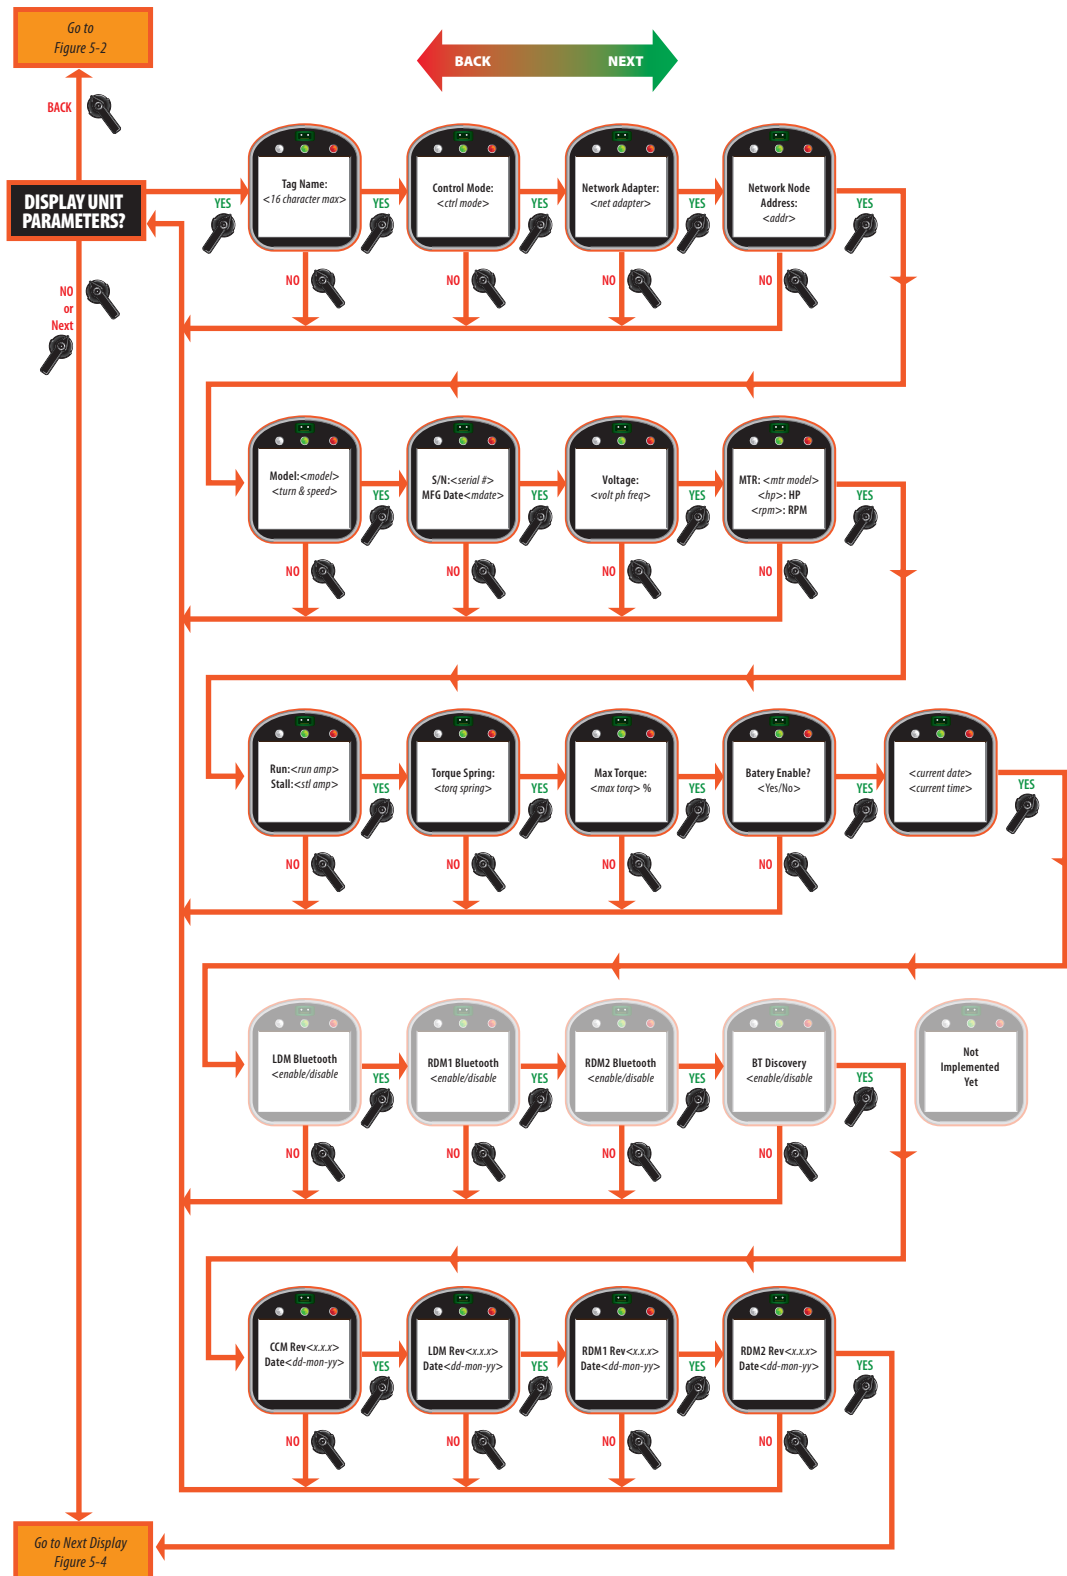 Go to
Figure 5-2
BACK NEXT
BACK
DISPLAY UNIT
PARAMETERS?
YES
Tag Name:
<16 character max>
YES
Control Mode:
<ctrl mode>
YES
Network Adapter:
<net adapter>
YES
Network Node
Address:
<addr>
YES
NO
NO
NO
NO
NO
or
Next
Model:<model>
<turn & speed>
YES
S/N:<serial #>
MFG Date<mdate>
YES
Voltage:
<volt ph freq>
YES
MTR: <mtr model>
<hp>: HP
<rpm>: RPM
YES
NO
NO
NO
NO
Run:<run amp>
Stall:<stl amp>
YES
Torque Spring:
<torq spring>
YES
Max Torque:
<max torq> %
YES
Batery Enable?
<Yes/No>
YES
<current date>
<current time>
YES
NO
NO
NO
NO
LDM Bluetooth
<enable/disable
YES
RDM1 Bluetooth
<enable/disable
YES
RDM2 Bluetooth
<enable/disable
YES
BT Discovery
<enable/disable
YES
Not
Implemented
Yet
NO
NO
NO
NO
CCM Rev<x.x.x>
Date<dd-mon-yy>
YES
LDM Rev<x.x.x>
Date<dd-mon-yy>
YES
RDM1 Rev<x.x.x>
Date<dd-mon-yy>
YES
RDM2 Rev<x.x.x>
Date<dd-mon-yy>
YES
NO
NO
NO
NO
Go to Next Display
Figure 5-4